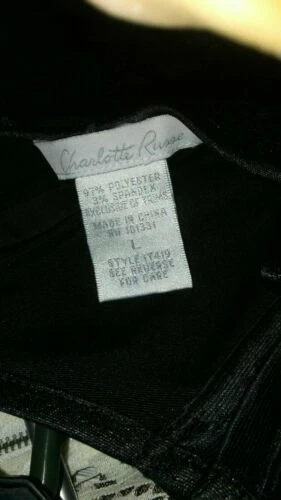 Charlotte Russe
97% POLYESTER
3% SPANDEX
EXCLUSIVE OF TRIMS
MADE IN CHINA
RN 101331
L
STYLE 1T419
SEE REVERSE
FOR CARE